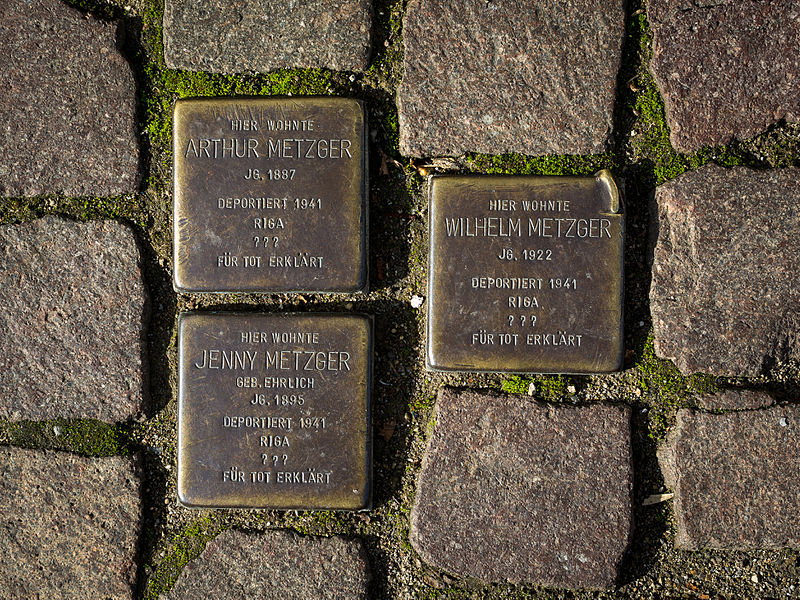 HIER WOHNTE
ARTHUR METZGER
JG. 1887
DEPORTIERT 1941
RIGA
???
FÜR TOT ERKLÄRT
HIER WOHNTE
JENNY METZGER
GEB. EHRLICH
JG. 1895
DEPORTIERT 1941
RIGA
???
FÜR TOT ERKLÄRT
HIER WOHNTE
WILHELM METZGER
JG. 1922
DEPORTIERT 1941
RIGA
???
FÜR TOT ERKLÄRT